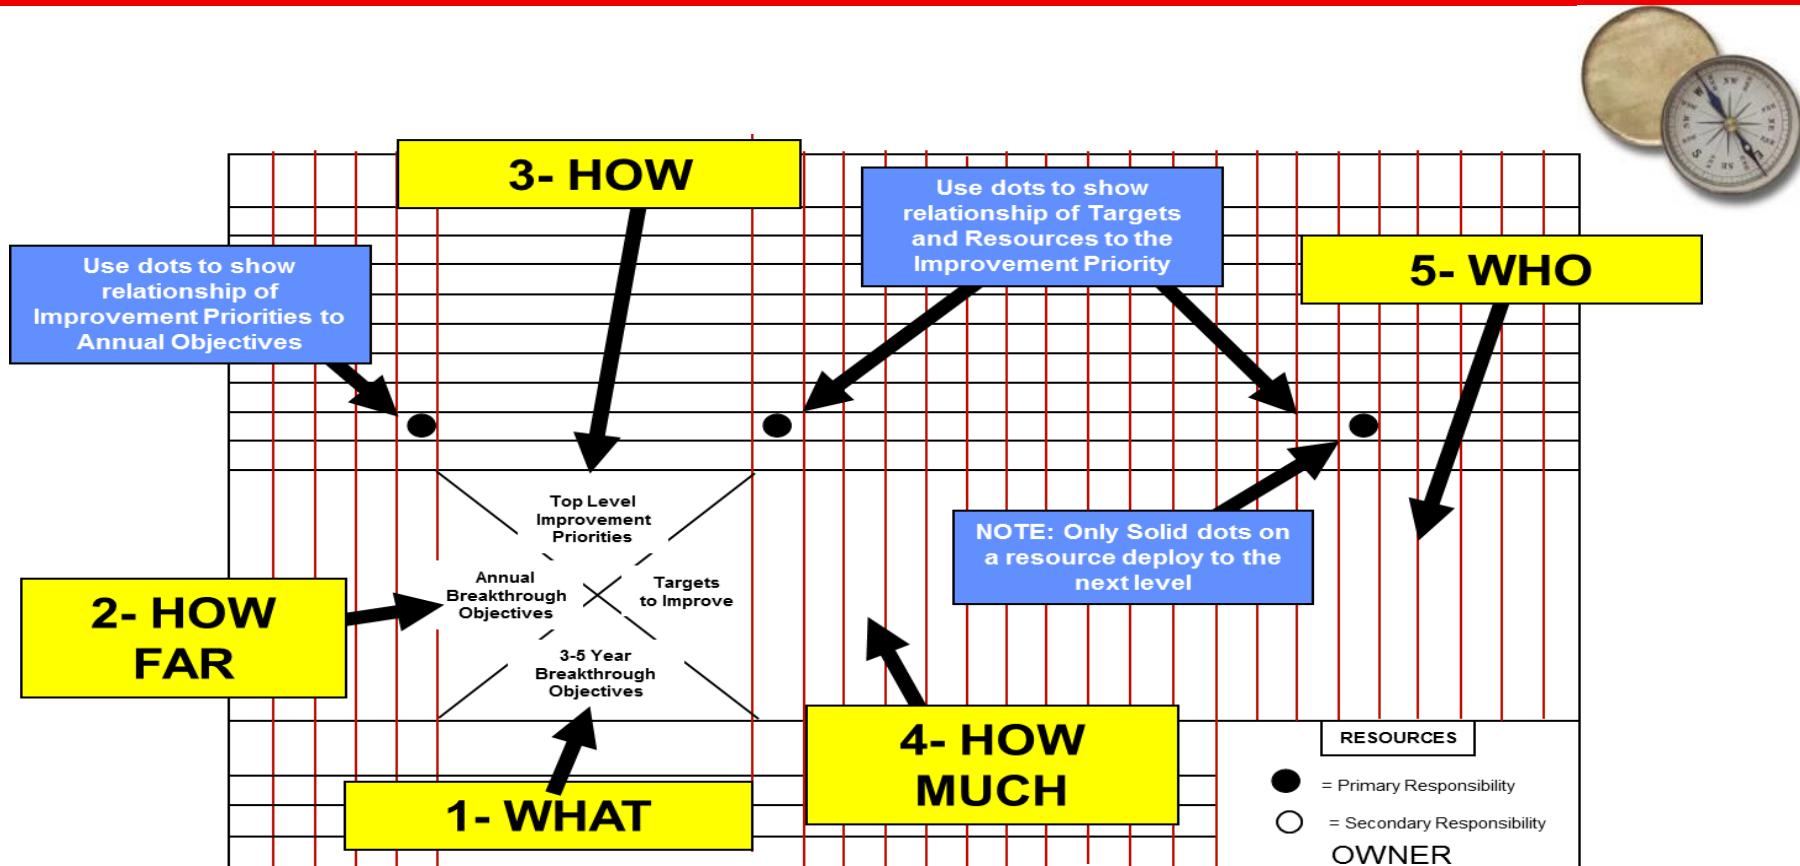 3- HOW
Use dots to show
relationship of Targets
and Resources to the
Improvement Priority
5- WHO
Use dots to show
relationship of
Improvement Priorities to
Annual Objectives
Top Level
Improvement
Priorities
NOTE: Only Solid dots on
a resource deploy to the
next level
2- HOW
FAR
Annual
Breakthrough
Objectives
Targets
to Improve
3-5 Year
Breakthrough
Objectives
4- HOW
MUCH
1- WHAT
RESOURCES
= Primary Responsibility
= Secondary Responsibility
OWNER